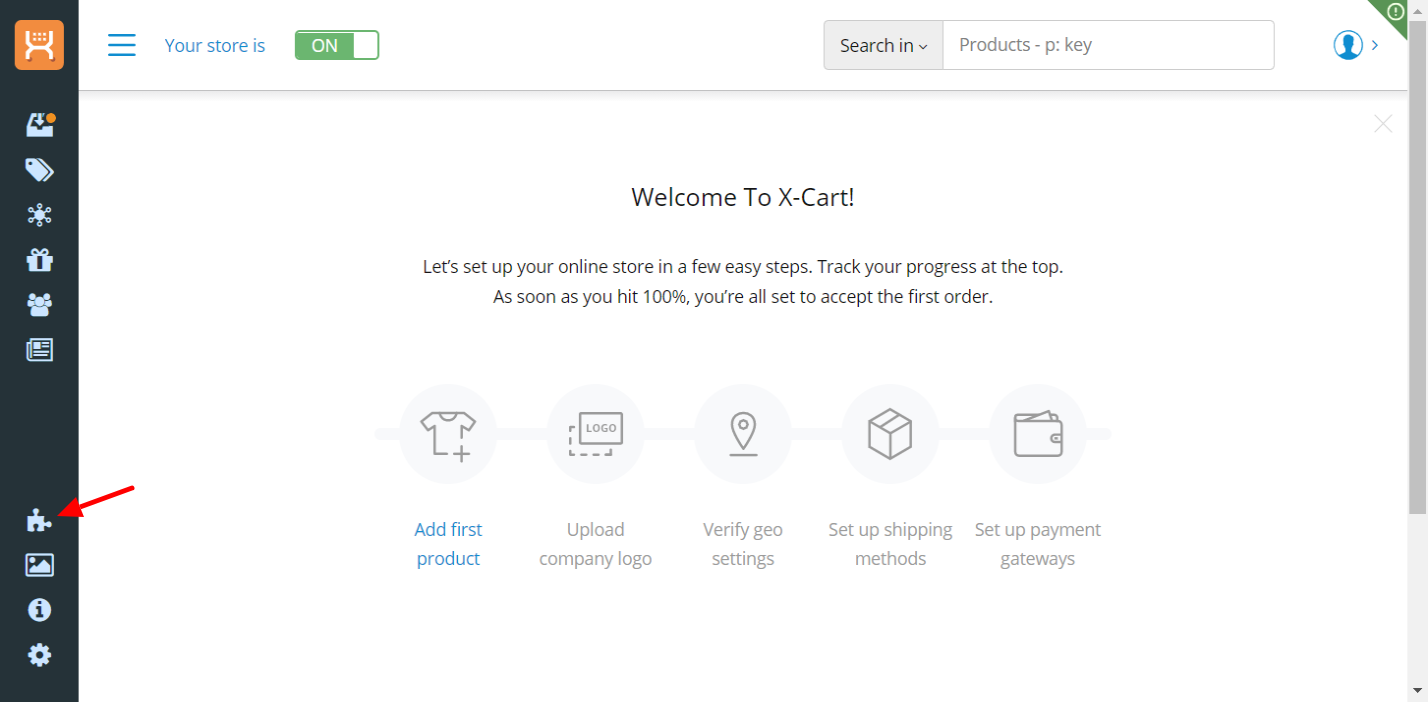 Your store is
ON
Search in
Products - p: key
Welcome To X-Cart!
Let’s set up your online store in a few easy steps. Track your progress at the top.
As soon as you hit 100%, you’re all set to accept the first order.
LOGO
Add first
product
Upload
company logo
Verify geo
settings
Set up shipping
methods
Set up payment
gateways